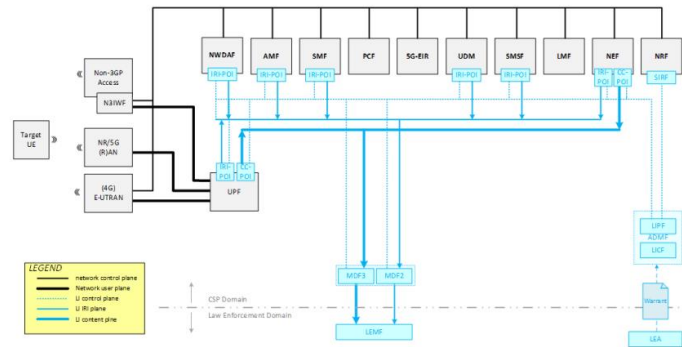 NWDAF
AMF
SMF
PCF
5G-EIR
UDM
SMSF
LMF
NEF
NRF
IRI-POI
IRI-POI
IRI-POI
IRI-POI
IRI-POI
IRI-
POI
CC-
POI
SIRF
Non-3GP
Access
N3IWF
Target
UE
NR/5G
(R)AN
(4G)
E-UTRAN
IRI-
POI
CC-
POI
UPF
LIPF
ADMF
LICF
MDF3
MDF2
Warrant
LEMF
LEA
CSP Domain
Law Enforcement Domain
LEGEND
network control plane
Network user plane
LI control plane
LI IRI plane
LI content plne